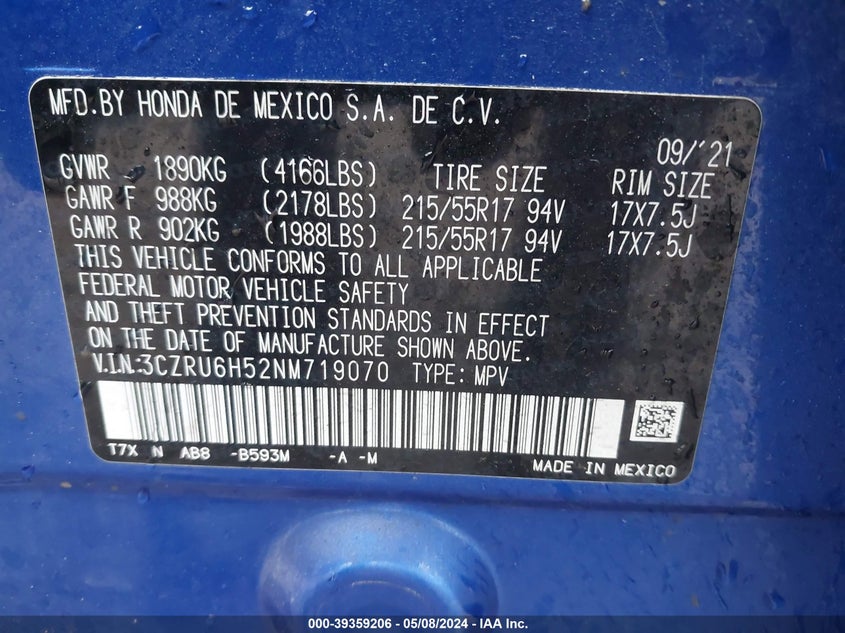 MFD.BY HONDA DE MEXICO S.A. DE C.V.
09/'21
GVWR 1890KG (4166LBS) TIRE SIZE RIM SIZE
GAWR F 988KG (2178LBS) 215/55R17 94V 17X7.5J
GAWR R 902KG (1988LBS) 215/55R17 94V 17X7.5J
THIS VEHICLE CONFORMS TO ALL APPLICABLE
FEDERAL MOTOR VEHICLE SAFETY
AND THEFT PREVENTION STANDARDS IN EFFECT
ON THE DATE OF MANUFACTURE SHOWN ABOVE.
V.I.N.:3CZRU6H52NM719070 TYPE: MPV
T7X N AB8 -B593M -A -M
MADE IN MEXICO
000-39359206 - 05/08/2024 - IAA Inc.